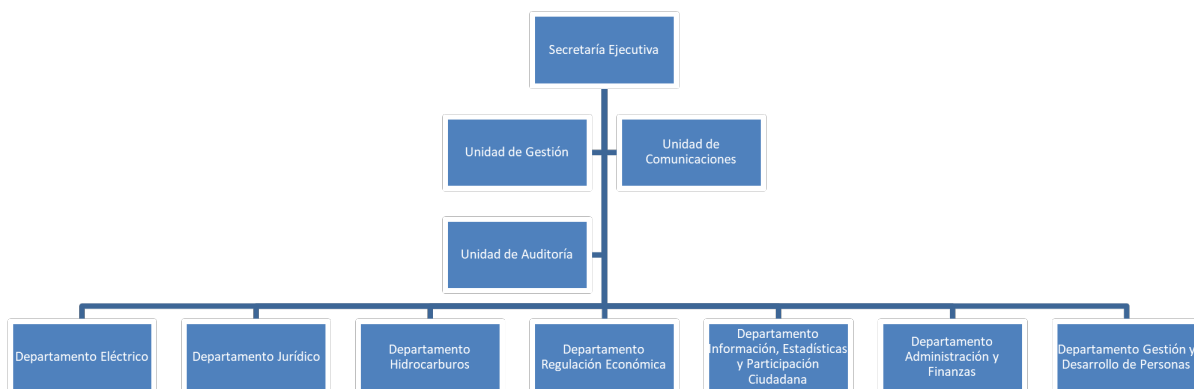 Secretaría Ejecutiva
Unidad de Gestión
Unidad de
Comunicaciones
Unidad de Auditoría
Departamento Eléctrico
Departamento Jurídico
Departamento
Hidrocarburos
Departamento
Regulación Económica
Departamento
Información, Estadísticas
y Participación
Ciudadana
Departamento
Administración y
Finanzas
Departamento Gestión y
Desarrollo de Personas